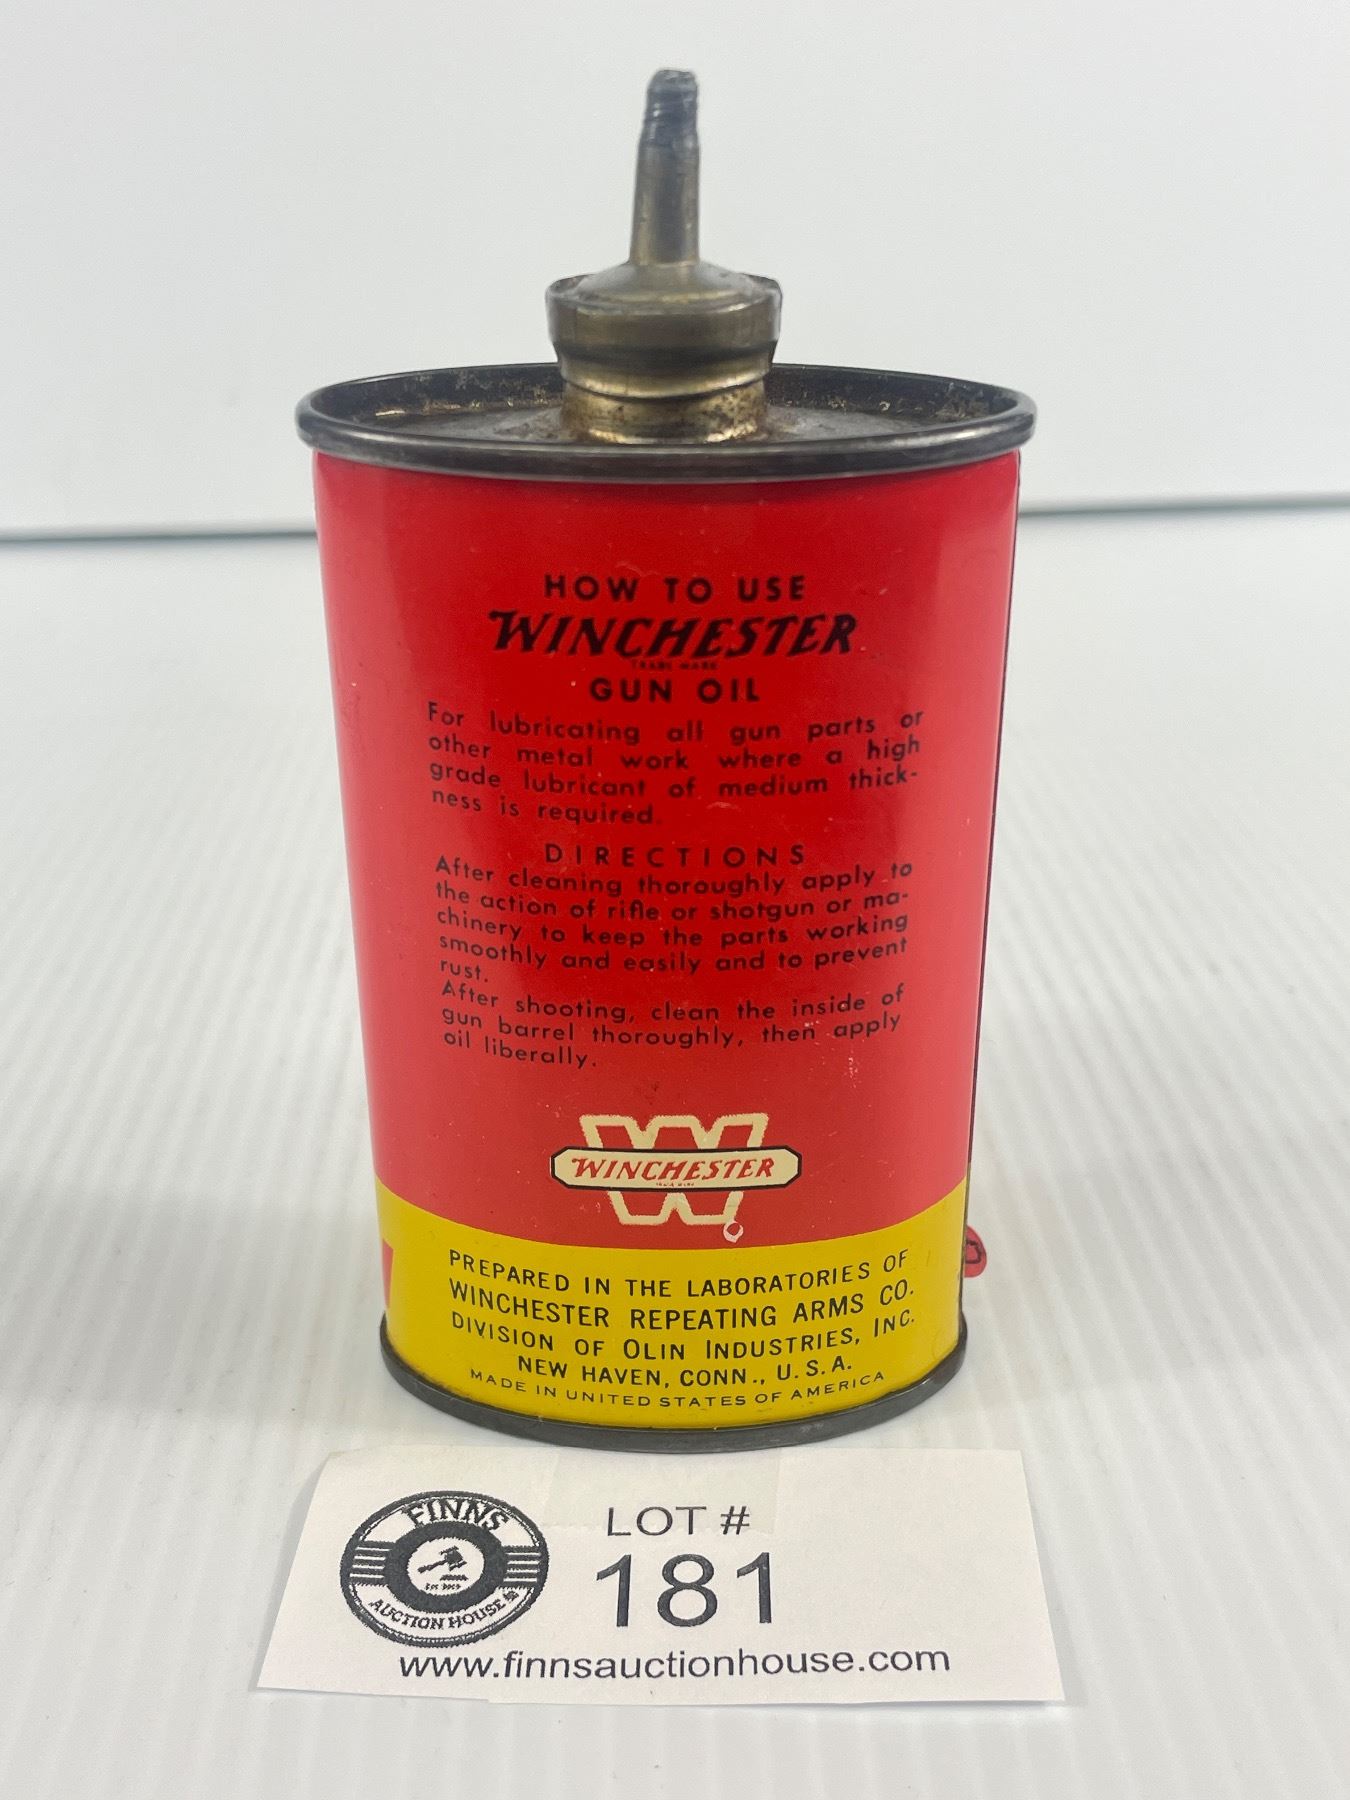 HOW TO USE
WINCHESTER
TRADE MARK
GUN OIL
For lubricating all gun parts or
other metal work where a high
grade lubricant of medium thick-
ness is required.
DIRECTIONS
After cleaning thoroughly apply to
the action of rifle or shotgun or ma-
chinery to keep the parts working
smoothly and easily and to prevent
rust.
After shooting, clean the inside of
gun barrel thoroughly, then apply
oil liberally.
W
WINCHESTER
TRADE MARK
PREPARED IN THE LABORATORIES OF
WINCHESTER REPEATING ARMS CO.
DIVISION OF OLIN INDUSTRIES, INC.
NEW HAVEN, CONN., U.S.A.
MADE IN UNITED STATES OF AMERICA
FINNS
AUCTION HOUSE
LOT #
181
www.finnsauctionhouse.com